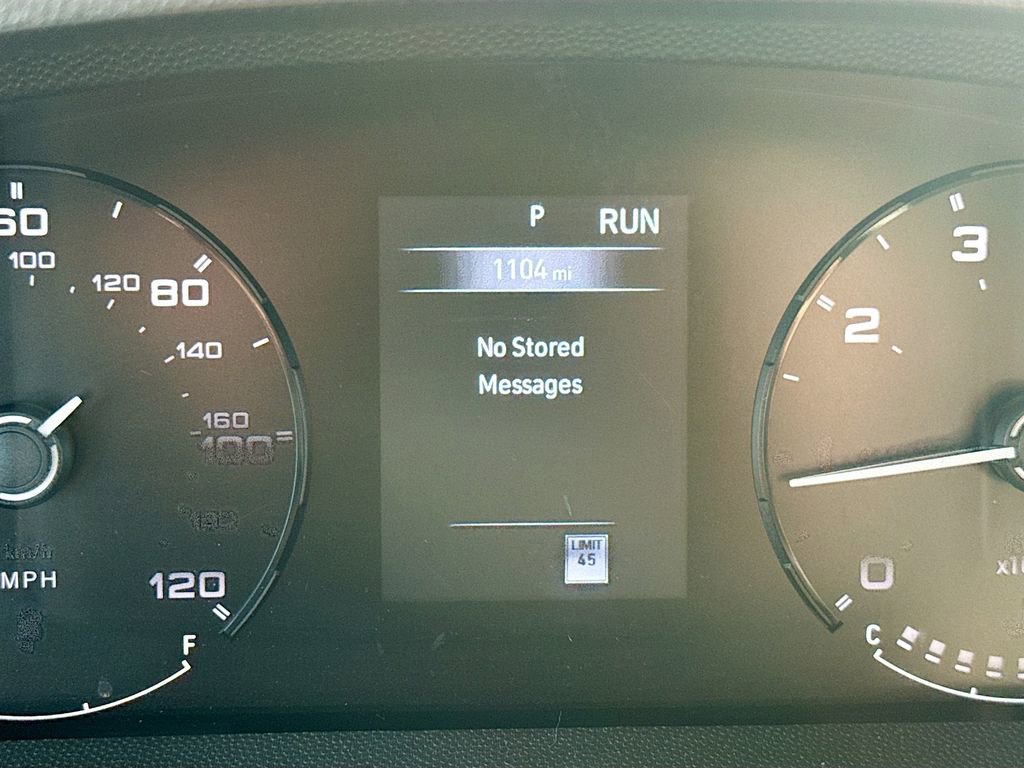 P RUN
1104 mi
No Stored
Messages
LIMIT
45
60
100
120
80
140
160
100
km/h
MPH
120
F
3
2
0
C